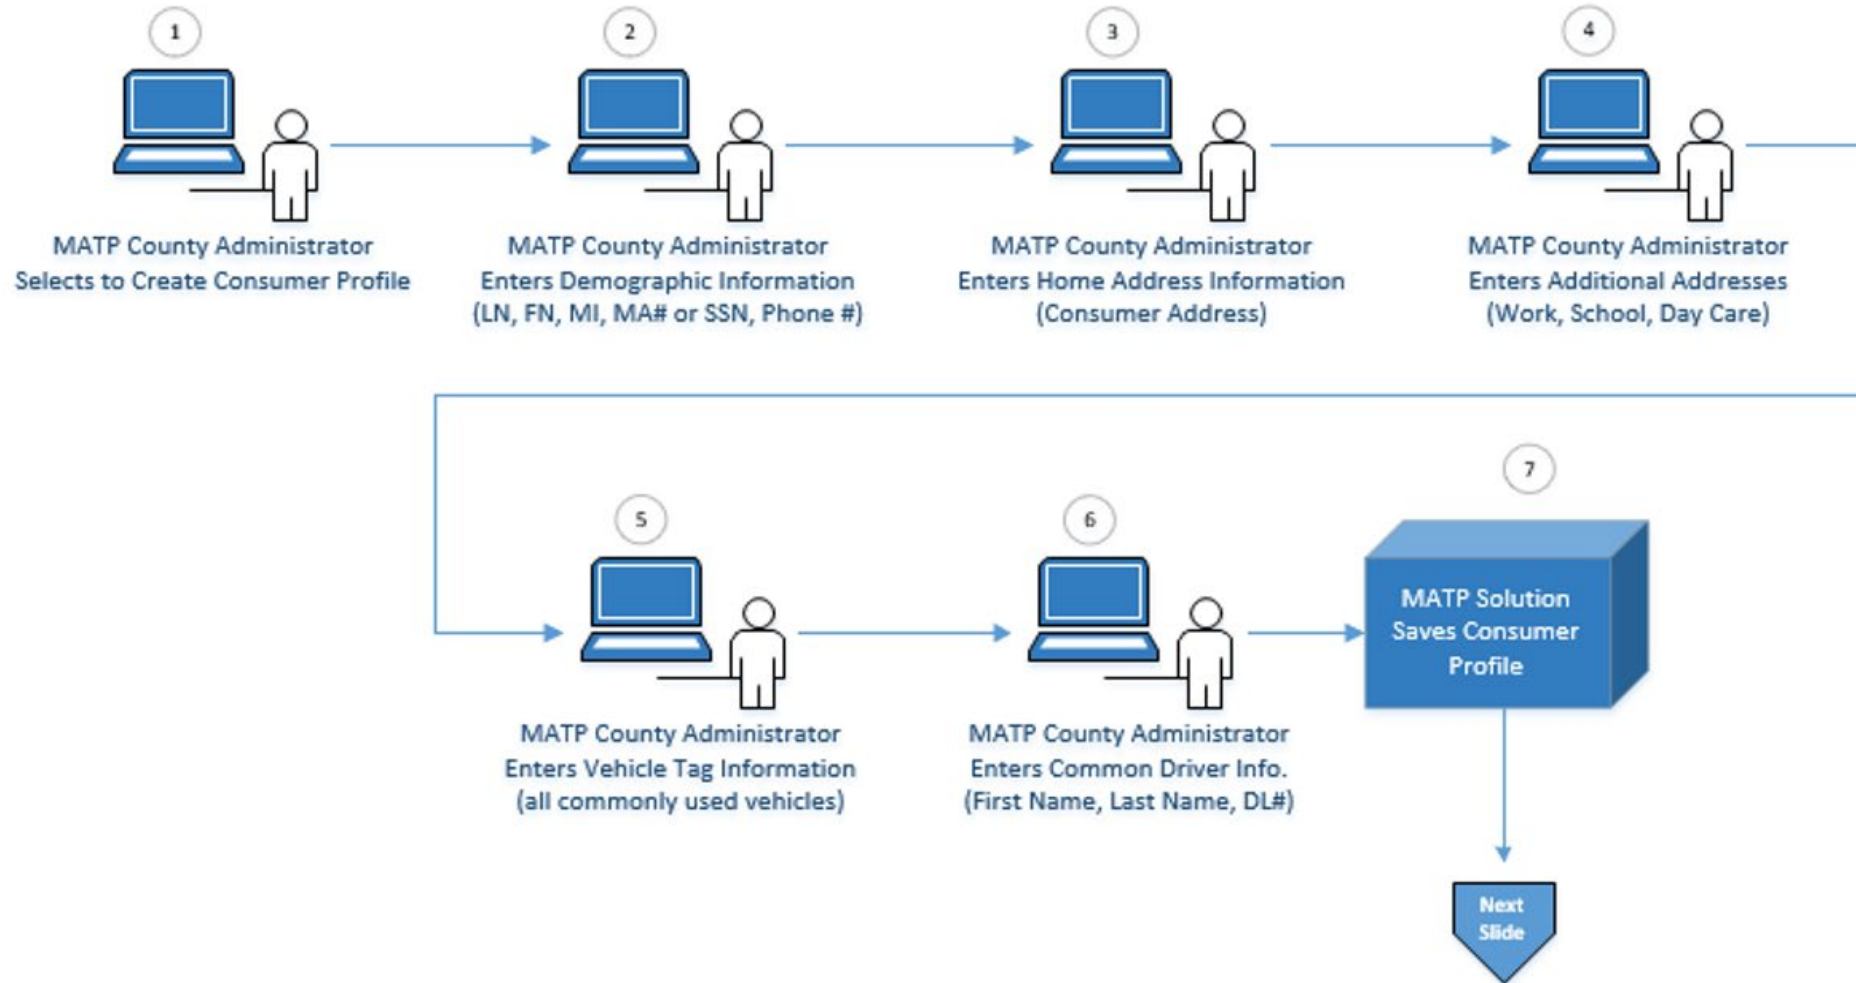 1
MATP County Administrator
Selects to Create Consumer Profile
2
MATP County Administrator
Enters Demographic Information
(LN, FN, MI, MA# or SSN, Phone #)
3
MATP County Administrator
Enters Home Address Information
(Consumer Address)
4
MATP County Administrator
Enters Additional Addresses
(Work, School, Day Care)
5
MATP County Administrator
Enters Vehicle Tag Information
(all commonly used vehicles)
6
MATP County Administrator
Enters Common Driver Info.
(First Name, Last Name, DL#)
7
MATP Solution
Saves Consumer
Profile
Next
Slide